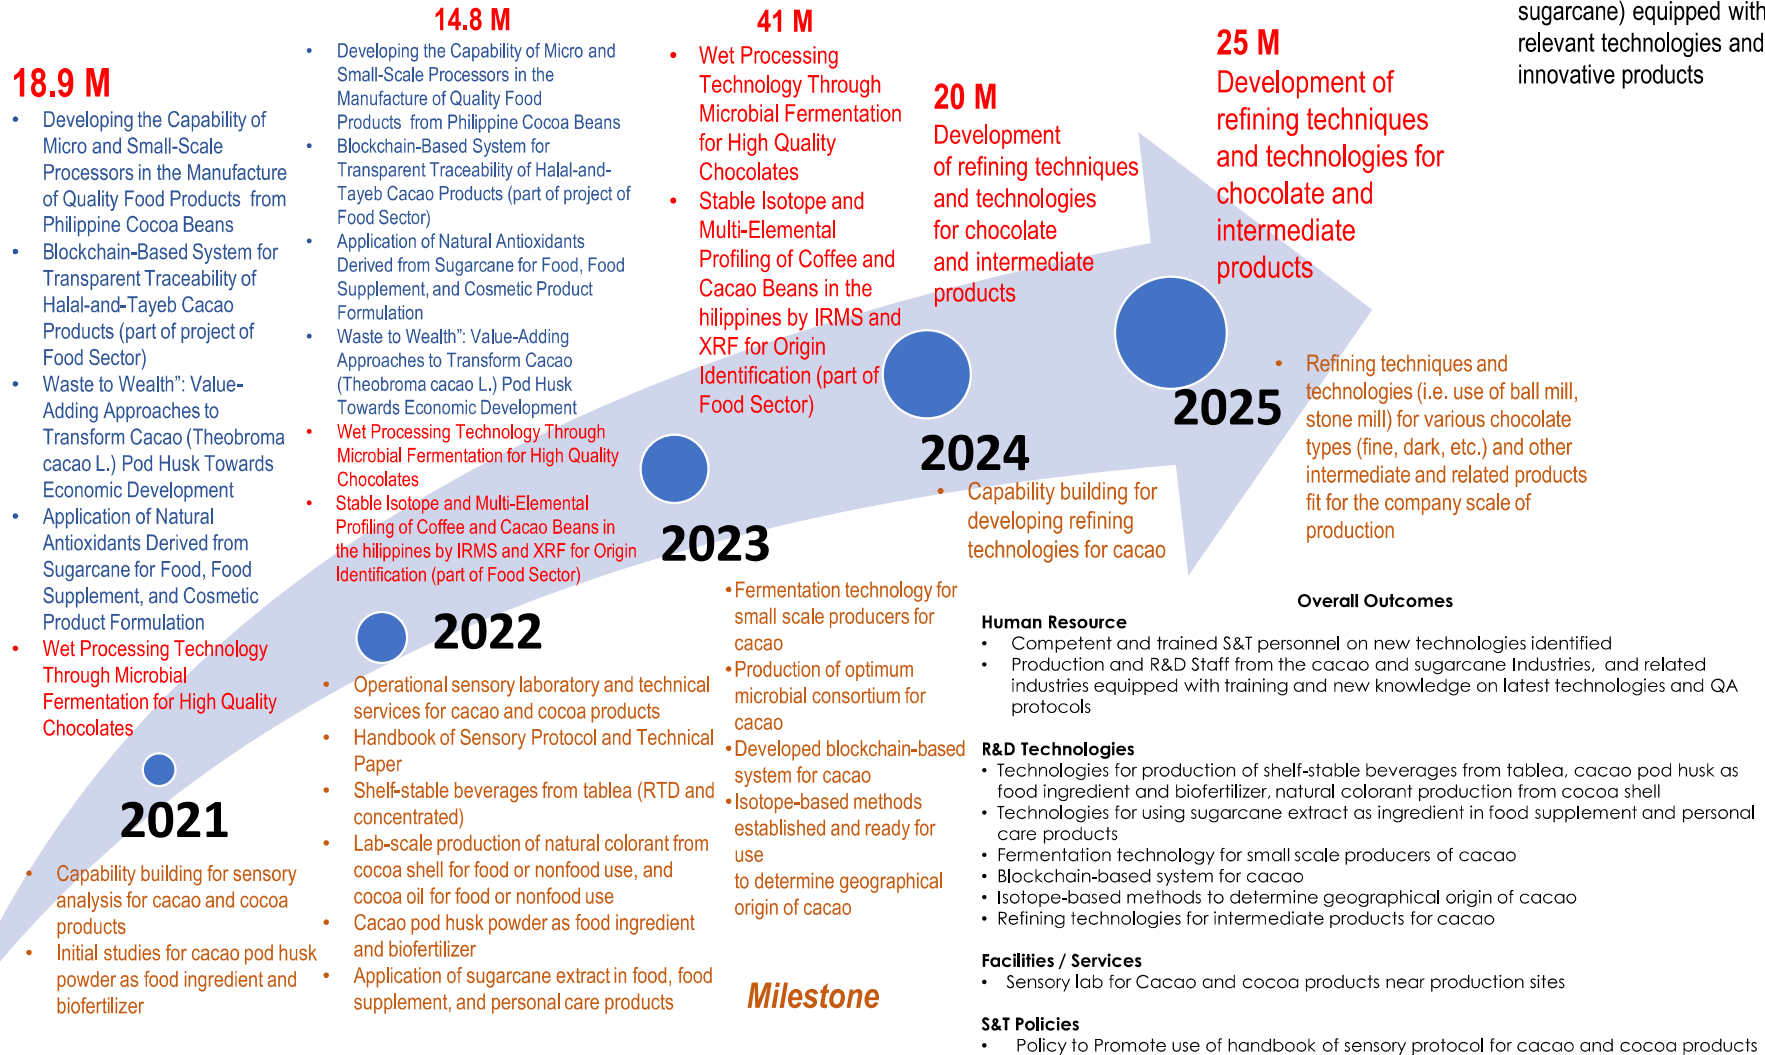 18.9 M
• Developing the Capability of
Micro and Small-Scale
Processors in the Manufacture
of Quality Food Products from
Philippine Cocoa Beans
• Blockchain-Based System for
Transparent Traceability of
Halal-and-Tayeb Cacao
Products (part of project of
Food Sector)
• Waste to Wealth”: Value-
Adding Approaches to
Transform Cacao (Theobroma
cacao L.) Pod Husk Towards
Economic Development
• Application of Natural
Antioxidants Derived from
Sugarcane for Food, Food
Supplement, and Cosmetic
Product Formulation
• Wet Processing Technology
Through Microbial
Fermentation for High Quality
Chocolates
2021
• Capability building for sensory
analysis for cacao and cocoa
products
• Initial studies for cacao pod husk
powder as food ingredient and
biofertilizer
14.8 M
• Developing the Capability of Micro and
Small-Scale Processors in the
Manufacture of Quality Food
Products from Philippine Cocoa Beans
• Blockchain-Based System for
Transparent Traceability of Halal-and-
Tayeb Cacao Products (part of project of
Food Sector)
• Application of Natural Antioxidants
Derived from Sugarcane for Food, Food
Supplement, and Cosmetic Product
Formulation
• Waste to Wealth”: Value-Adding
Approaches to Transform Cacao
(Theobroma cacao L.) Pod Husk
Towards Economic Development
• Wet Processing Technology Through
Microbial Fermentation for High Quality
Chocolates
• Stable Isotope and Multi-Elemental
Profiling of Coffee and Cacao Beans in
the hilippines by IRMS and XRF for Origin
Identification (part of Food Sector)
2022
• Operational sensory laboratory and technical
services for cacao and cocoa products
• Handbook of Sensory Protocol and Technical
Paper
• Shelf-stable beverages from tablea (RTD and
concentrated)
• Lab-scale production of natural colorant from
cocoa shell for food or nonfood use, and
cocoa oil for food or nonfood use
• Cacao pod husk powder as food ingredient
and biofertilizer
• Application of sugarcane extract in food, food
supplement, and personal care products
41 M
• Wet Processing
Technology Through
Microbial Fermentation
for High Quality
Chocolates
• Stable Isotope and
Multi-Elemental
Profiling of Coffee and
Cacao Beans in the
hilippines by IRMS and
XRF for Origin
Identification (part of
Food Sector)
2023
• Fermentation technology for
small scale producers for
cacao
• Production of optimum
microbial consortium for
cacao
• Developed blockchain-based
system for cacao
• Isotope-based methods
established and ready for
use
to determine geographical
origin of cacao
Milestone
20 M
Development
of refining techniques
and technologies
for chocolate
and intermediate
products
2024
• Capability building for
developing refining
technologies for cacao
25 M
Development of
refining techniques
and technologies for
chocolate and
intermediate
products
2025
• Refining techniques and
technologies (i.e. use of ball mill,
stone mill) for various chocolate
types (fine, dark, etc.) and other
intermediate and related products
fit for the company scale of
production
sugarcane) equipped with
relevant technologies and
innovative products
Overall Outcomes
Human Resource
• Competent and trained S&T personnel on new technologies identified
• Production and R&D Staff from the cacao and sugarcane Industries, and related
industries equipped with training and new knowledge on latest technologies and QA
protocols
R&D Technologies
• Technologies for production of shelf-stable beverages from tablea, cacao pod husk as
food ingredient and biofertilizer, natural colorant production from cocoa shell
• Technologies for using sugarcane extract as ingredient in food supplement and personal
care products
• Fermentation technology for small scale producers of cacao
• Blockchain-based system for cacao
• Isotope-based methods to determine geographical origin of cacao
• Refining technologies for intermediate products for cacao
Facilities / Services
• Sensory lab for Cacao and cocoa products near production sites
S&T Policies
• Policy to Promote use of handbook of sensory protocol for cacao and cocoa products